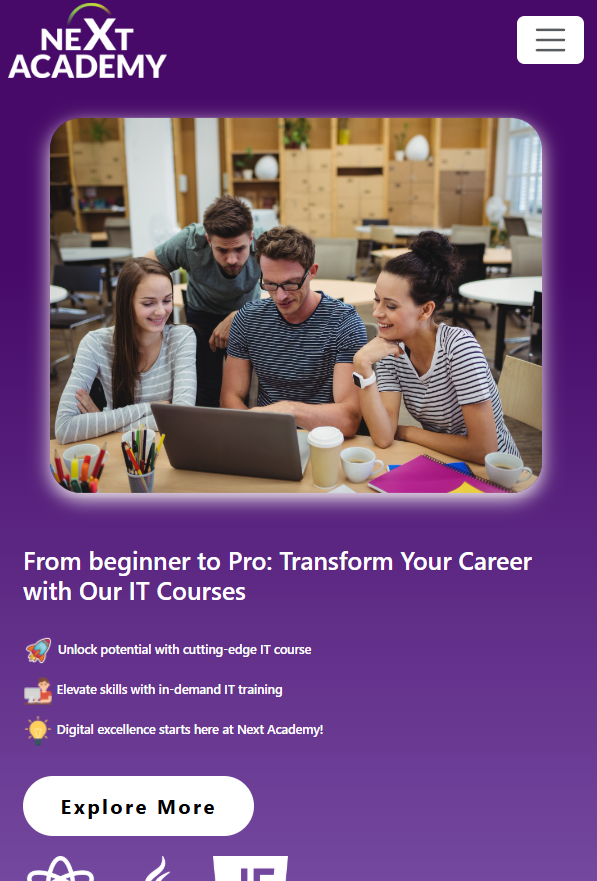 NEXT
ACADEMY
From beginner to Pro: Transform Your Career
with Our IT Courses
Unlock potential with cutting-edge IT course
Elevate skills with in-demand IT training
Digital excellence starts here at Next Academy!
Explore More